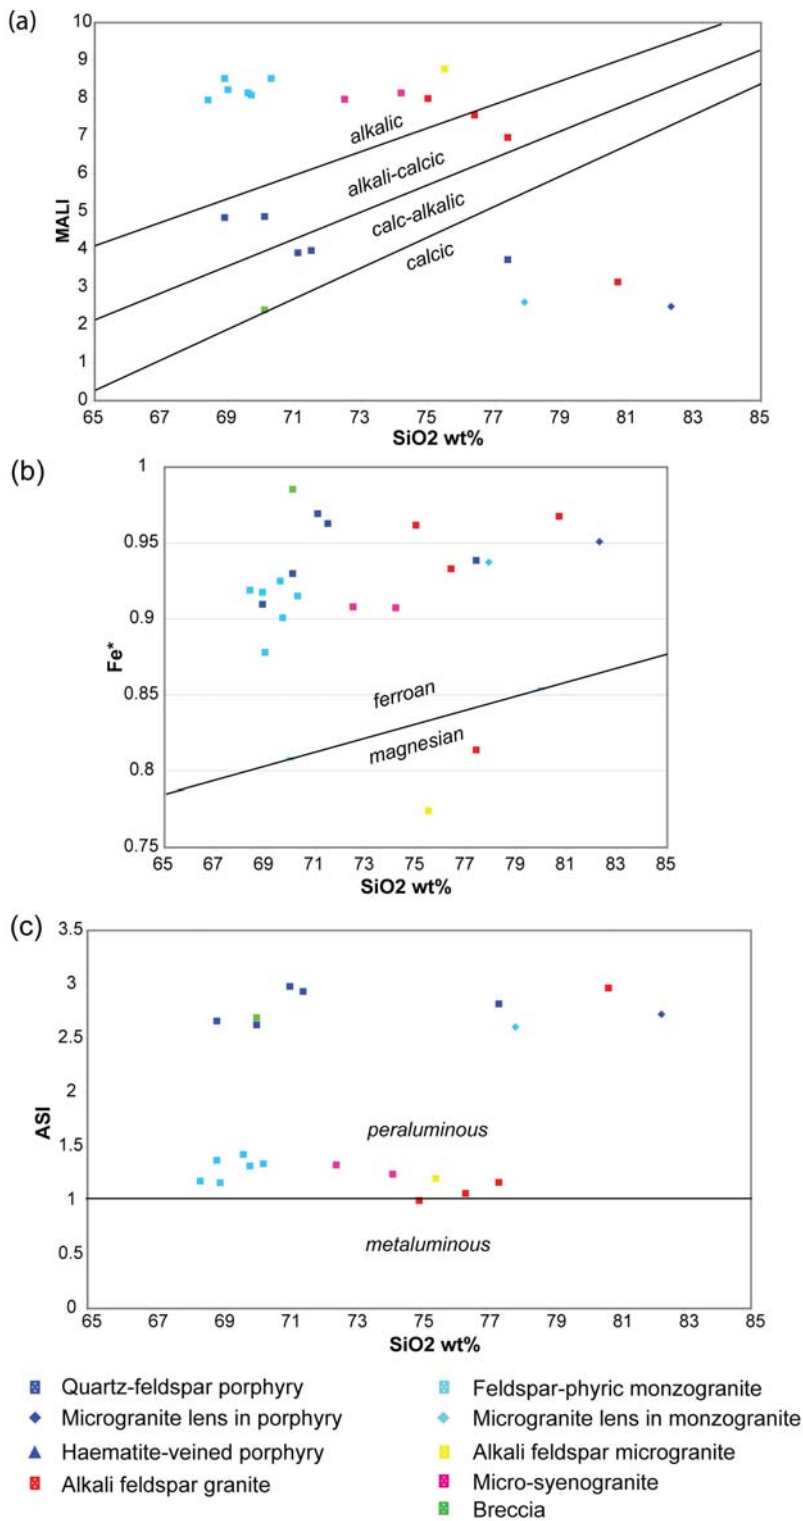 (a)
10
9
8
7
6
5
4
3
2
1
0
MALI
alkalic
alkali-calcic
calc-alkalic
calcic
65 67 69 71 73 75 77 79 81 83 85
SiO2 wt%
(b)
1
0.95
0.9
0.85
0.8
0.75
Fe*
ferroan
magnesian
65 67 69 71 73 75 77 79 81 83 85
SiO2 wt%
(c)
3.5
3
2.5
2
1.5
1
0.5
0
ASI
peraluminous
metaluminous
65 67 69 71 73 75 77 79 81 83 85
SiO2 wt%
Quartz-feldspar porphyry
Microgranite lens in porphyry
Haematite-veined porphyry
Alkali feldspar granite
Feldspar-phyric monzogranite
Microgranite lens in monzogranite
Alkali feldspar microgranite
Micro-syenogranite
Breccia